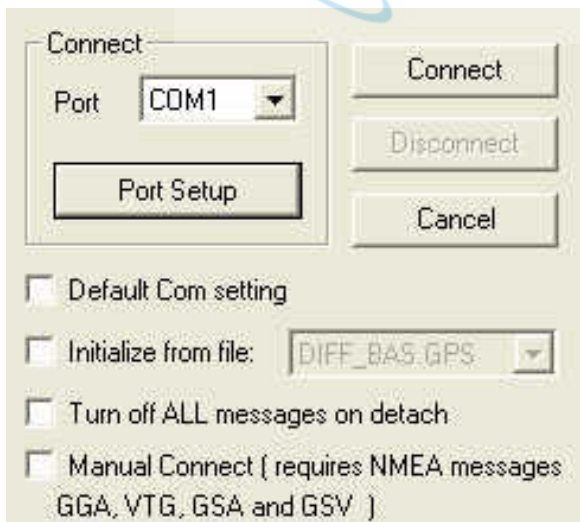 Connect
Port COM1
Port Setup
Connect
Disconnect
Cancel
Default Com setting
Initialize from file: DIFF_BAS.GPS
Turn off ALL messages on detach
Manual Connect ( requires NMEA messages
GGA, VTG, GSA and GSV )